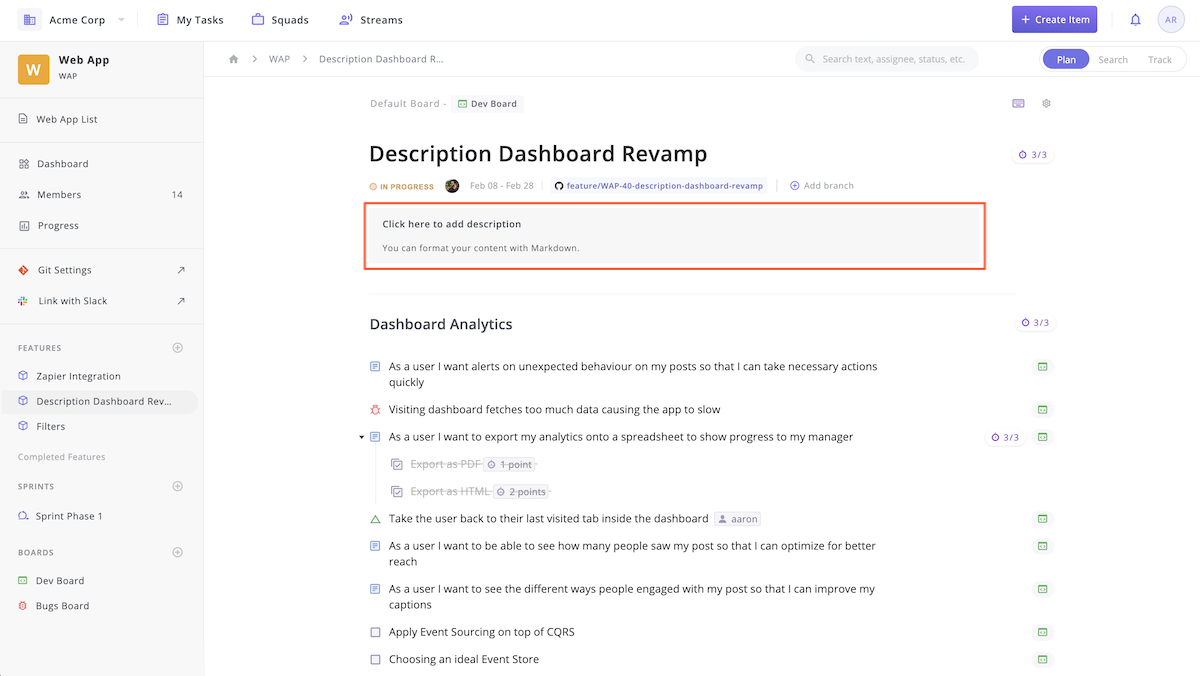 Acme Corp
My Tasks
Squads
Streams
+ Create Item
AR
W
Web App
WAP
WAP
Description Dashboard R...
Search text, assignee, status, etc.
Plan
Search
Track
Web App List
Dashboard
Members
14
Progress
Git Settings
Link with Slack
FEATURES
Zapier Integration
Description Dashboard Rev...
Filters
Completed Features
SPRINTS
Sprint Phase 1
BOARDS
Dev Board
Bugs Board
Default Board - Dev Board
Description Dashboard Revamp
3/3
IN PROGRESS
Feb 08 - Feb 28
feature/WAP-40-description-dashboard-revamp
Add branch
Click here to add description
You can format your content with Markdown.
Dashboard Analytics
3/3
As a user I want alerts on unexpected behaviour on my posts so that I can take necessary actions
quickly
Visiting dashboard fetches too much data causing the app to slow
As a user I want to export my analytics onto a spreadsheet to show progress to my manager
3/3
Export as PDF 1 point
Export as HTML 2 points
Take the user back to their last visited tab inside the dashboard aaron
As a user I want to be able to see how many people saw my post so that I can optimize for better
reach
As a user I want to see the different ways people engaged with my post so that I can improve my
captions
Apply Event Sourcing on top of CQRS
Choosing an ideal Event Store